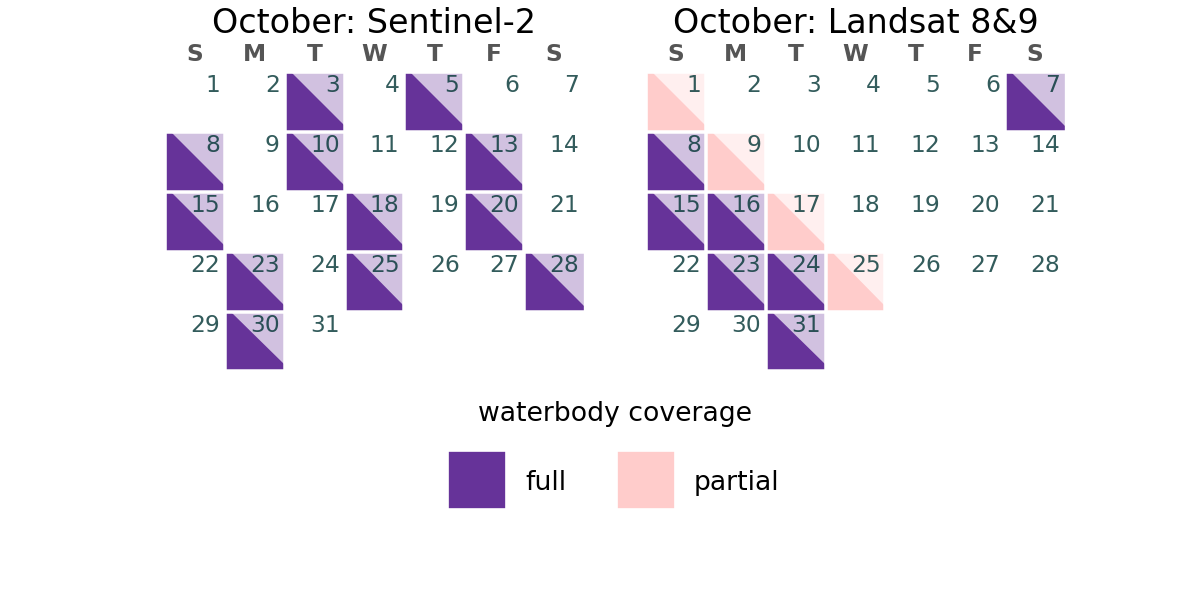 October: Sentinel-2
S M T W T F S
1 2 3 4 5 6 7
8 9 10 11 12 13 14
15 16 17 18 19 20 21
22 23 24 25 26 27 28
29 30 31
October: Landsat 8&9
S M T W T F S
1 2 3 4 5 6 7
8 9 10 11 12 13 14
15 16 17 18 19 20 21
22 23 24 25 26 27 28
29 30 31
waterbody coverage
full partial